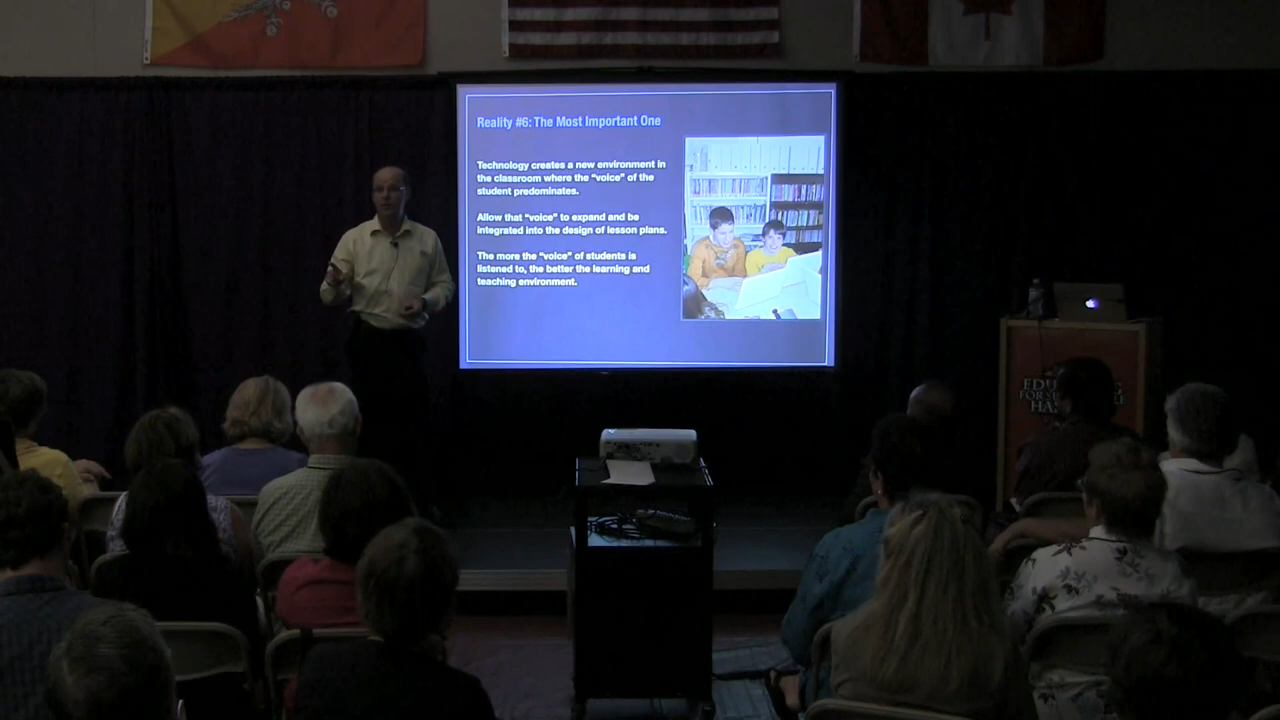 Reality #6: The Most Important One
Technology creates a new environment in
the classroom where the “voice” of the
student predominates.
Allow that “voice” to expand and be
integrated into the design of lesson plans.
The more the “voice” of students is
listened to, the better the learning and
teaching environment.
FOR